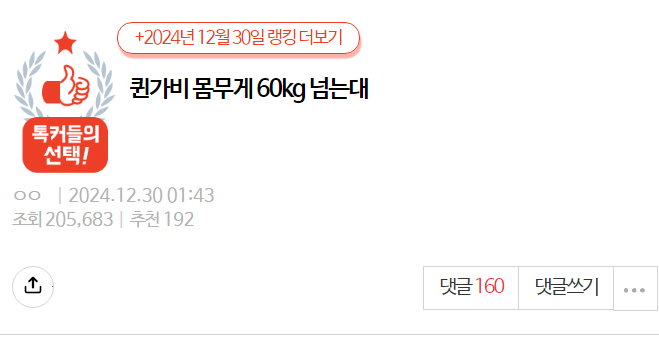 +2024년 12월 30일 랭킹 더보기
퀸가비 몸무게 60kg 넘는대
톡커들의
선택!
ㅇㅇ | 2024.12.30 01:43
조회 205,683 | 추천 192
댓글 160 댓글쓰기